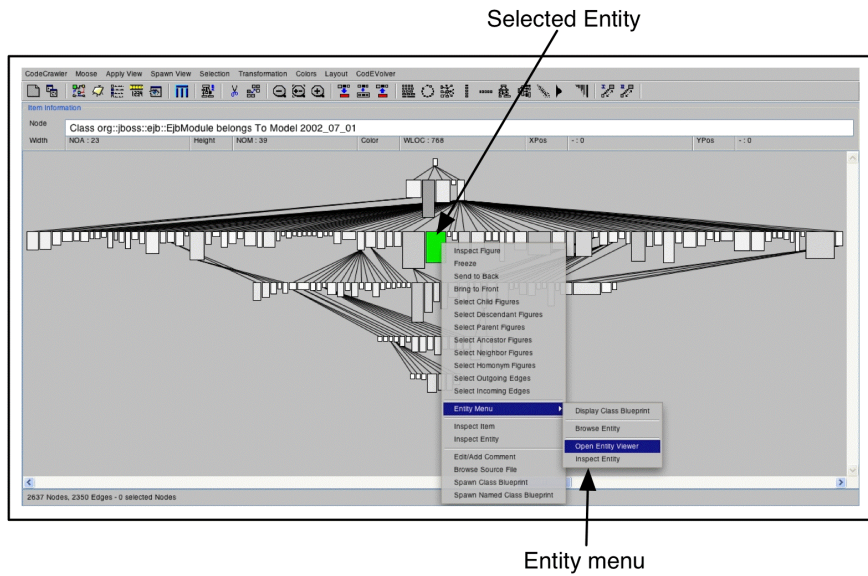 Selected Entity
CodeCrawler Moose Apply View Spawn View Selection Transformation Colors Layout CodEVolver
Item Information
Node Class org::jboss::ejb::EjbModule belongs To Model 2002_07_01
Width NOA : 23 Height NOM : 39 Color WLOC : 768 XPos - : 0 YPos - : 0
Inspect Figure
Freeze
Send to Back
Bring to Front
Select Child Figures
Select Descendant Figures
Select Parent Figures
Select Ancestor Figures
Select Neighbor Figures
Select Homonym Figures
Select Outgoing Edges
Select Incoming Edges
Entity Menu
Display Class Blueprint
Browse Entity
Open Entity Viewer
Inspect Entity
Inspect Item
Inspect Entity
Edit/Add Comment
Browse Source File
Spawn Class Blueprint
Spawn Named Class Blueprint
2637 Nodes, 2350 Edges - 0 selected Nodes
Entity menu